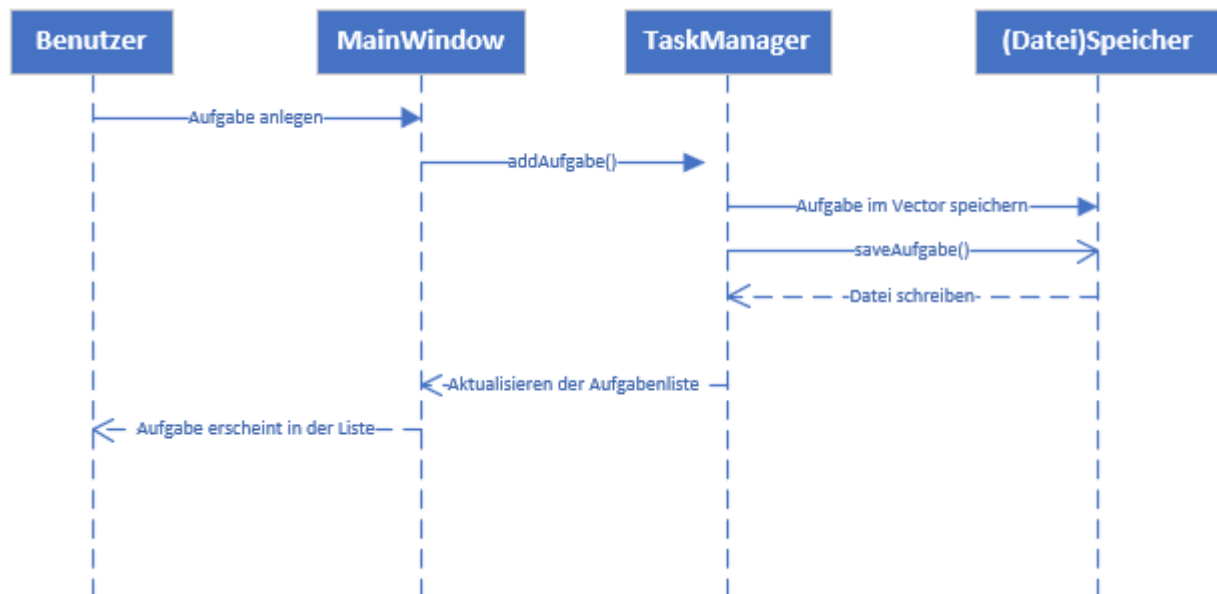 Benutzer
MainWindow
TaskManager
(Datei)Speicher
Aufgabe anlegen
addAufgabe()
Aufgabe im Vector speichern
saveAufgabe()
Datei schreiben
Aktualisieren der Aufgabenliste
Aufgabe erscheint in der Liste